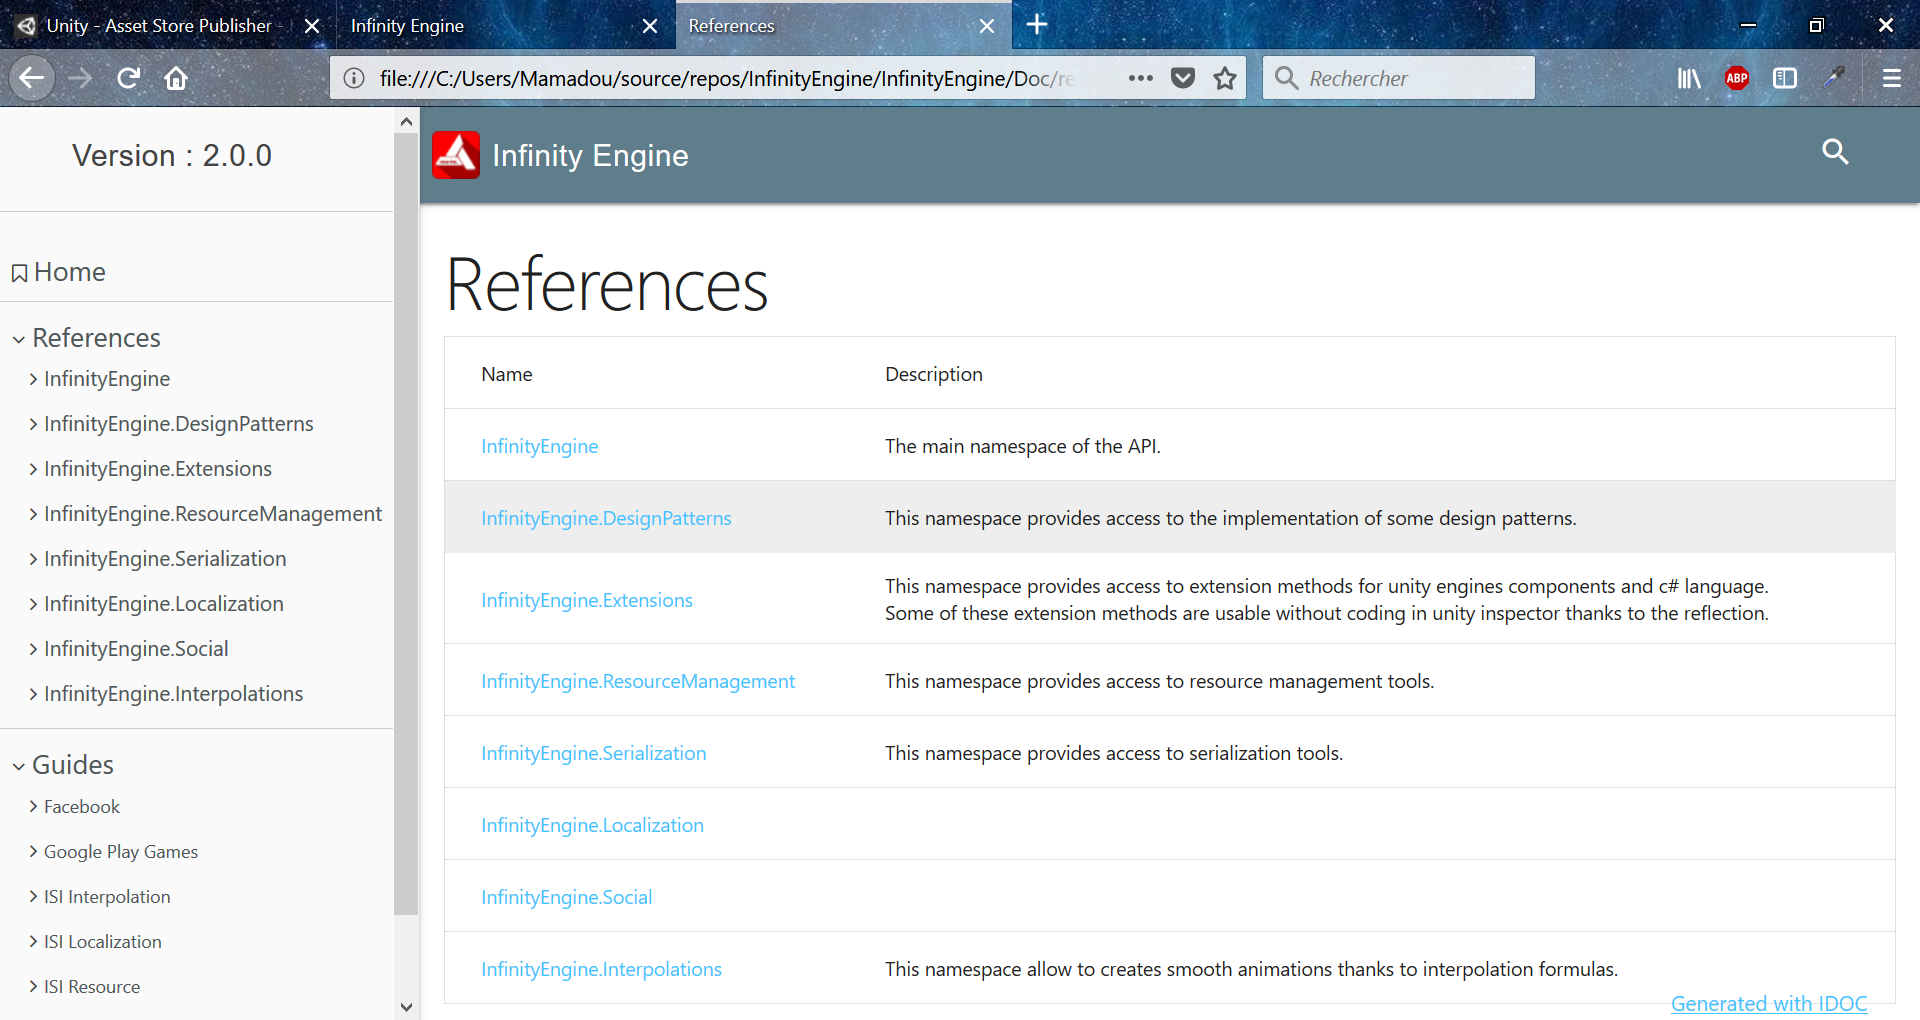 Unity - Asset Store Publisher
Infinity Engine
References
file:///C:/Users/Mamadou/source/repos/InfinityEngine/InfinityEngine/Doc/re
Rechercher
ABP
Version : 2.0.0
Infinity Engine
Home
References
InfinityEngine
InfinityEngine.DesignPatterns
InfinityEngine.Extensions
InfinityEngine.ResourceManagement
InfinityEngine.Serialization
InfinityEngine.Localization
InfinityEngine.Social
InfinityEngine.Interpolations
Guides
Facebook
Google Play Games
ISI Interpolation
ISI Localization
ISI Resource
References
Name Description
InfinityEngine The main namespace of the API.
InfinityEngine.DesignPatterns This namespace provides access to the implementation of some design patterns.
InfinityEngine.Extensions This namespace provides access to extension methods for unity engines components and c# language.
Some of these extension methods are usable without coding in unity inspector thanks to the reflection.
InfinityEngine.ResourceManagement This namespace provides access to resource management tools.
InfinityEngine.Serialization This namespace provides access to serialization tools.
InfinityEngine.Localization
InfinityEngine.Social
InfinityEngine.Interpolations This namespace allow to creates smooth animations thanks to interpolation formulas.
Generated with IDOC